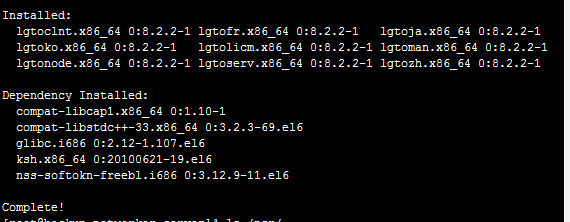 Installed:
lgtoclnt.x86_64 0:8.2.2-1 lgtofr.x86_64 0:8.2.2-1 lgtoja.x86_64 0:8.2.2-1
lgtoko.x86_64 0:8.2.2-1 lgtolicm.x86_64 0:8.2.2-1 lgtoman.x86_64 0:8.2.2-1
lgtonode.x86_64 0:8.2.2-1 lgtoserv.x86_64 0:8.2.2-1 lgtozh.x86_64 0:8.2.2-1
Dependency Installed:
compat-libcap1.x86_64 0:1.10-1
compat-libstdc++-33.x86_64 0:3.2.3-69.el6
glibc.i686 0:2.12-1.107.el6
ksh.x86_64 0:20100621-19.el6
nss-softokn-freebl.i686 0:3.12.9-11.el6
Complete!